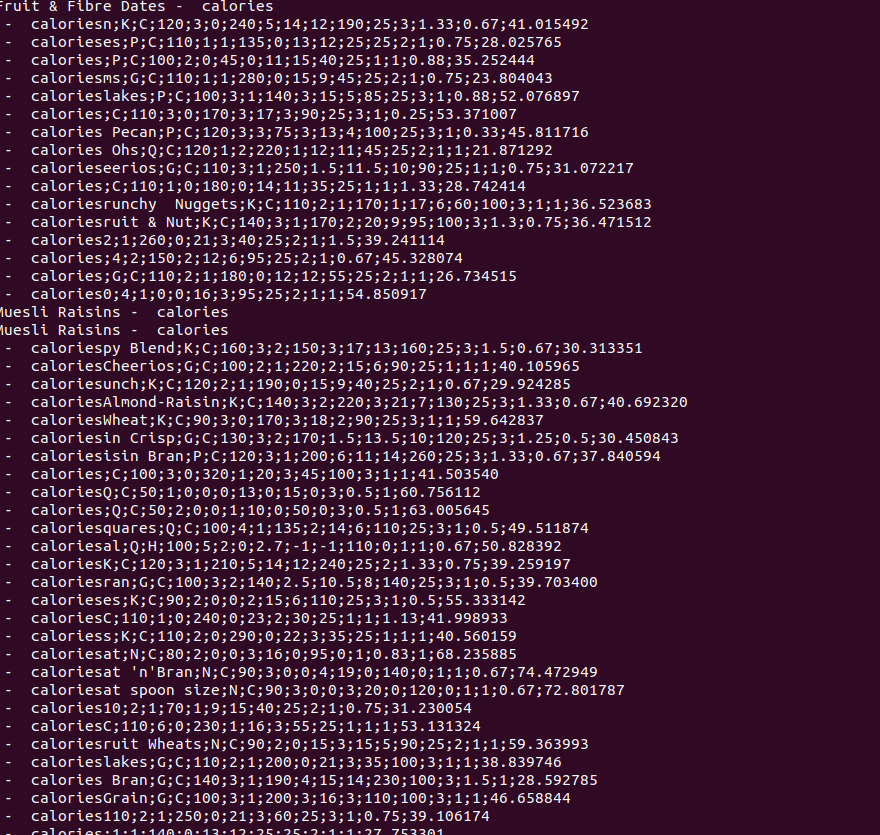 Fruit & Fibre Dates -  calories
-  caloriesn;K;C;120;3;0;240;5;14;12;190;25;3;1.33;0.67;41.015492
-  calorieses;P;C;110;1;1;135;0;13;12;25;25;2;1;0.75;28.025765
-  calories;P;C;100;2;0;45;0;11;15;40;25;1;1;0.88;35.252444
-  caloriesms;G;C;110;1;1;280;0;15;9;45;25;2;1;0.75;23.804043
-  calorieslakes;P;C;100;3;1;140;3;15;5;85;25;3;1;0.88;52.076897
-  calories;C;110;3;0;170;3;17;3;90;25;3;1;0.25;53.371007
-  calories Pecan;P;C;120;3;3;75;3;13;4;100;25;3;1;0.33;45.811716
-  calories Ohs;Q;C;120;1;2;220;1;12;11;45;25;2;1;1;21.871292
-  calorieseerios;G;C;110;3;1;250;1.5;11.5;10;90;25;1;1;0.75;31.072217
-  calories;C;110;1;0;180;0;14;11;35;25;1;1;1.33;28.742414
-  caloriesrunchy  Nuggets;K;C;110;2;1;170;1;17;6;60;100;3;1;1;36.523683
-  caloriesruit & Nut;K;C;140;3;1;170;2;20;9;95;100;3;1.3;0.75;36.471512
-  calories2;1;260;0;21;3;40;25;2;1;1.5;39.241114
-  calories;4;2;150;2;12;6;95;25;2;1;0.67;45.328074
-  calories;G;C;110;2;1;180;0;12;12;55;25;2;1;1;26.734515
-  calories0;4;1;0;0;16;3;95;25;2;1;1;54.850917
Muesli Raisins -  calories
Muesli Raisins -  calories
-  caloriespy Blend;K;C;160;3;2;150;3;17;13;160;25;3;1.5;0.67;30.313351
-  caloriesCheerios;G;C;100;2;1;220;2;15;6;90;25;1;1;1;40.105965
-  caloriesunch;K;C;120;2;1;190;0;15;9;40;25;2;1;0.67;29.924285
-  caloriesAlmond-Raisin;K;C;140;3;2;220;3;21;7;130;25;3;1.33;0.67;40.692320
-  caloriesWheat;K;C;90;3;0;170;3;18;2;90;25;3;1;1;59.642837
-  caloriesin Crisp;G;C;130;3;2;170;1.5;13.5;10;120;25;3;1.25;0.5;30.450843
-  caloriesisin Bran;P;C;120;3;1;200;6;11;14;260;25;3;1.33;0.67;37.840594
-  calories;C;100;3;0;320;1;20;3;45;100;3;1;1;41.503540
-  caloriesQ;C;50;1;0;0;0;13;0;15;0;3;0.5;1;60.756112
-  calories;Q;C;50;2;0;0;1;10;0;50;0;3;0.5;1;63.005645
-  caloriesquares;Q;C;100;4;1;135;2;14;6;110;25;3;1;0.5;49.511874
-  caloriesal;Q;H;100;5;2;0;2.7;-1;-1;110;0;1;1;0.67;50.828392
-  caloriesK;C;120;3;1;210;5;14;12;240;25;2;1.33;0.75;39.259197
-  caloriesran;G;C;100;3;2;140;2.5;10.5;8;140;25;3;1;0.5;39.703400
-  calorieses;K;C;90;2;0;0;2;15;6;110;25;3;1;0.5;55.333142
-  caloriesC;110;1;0;240;0;23;2;30;25;1;1;1.13;41.998933
-  caloriess;K;C;110;2;0;290;0;22;3;35;25;1;1;1;40.560159
-  caloriesat;N;C;80;2;0;0;3;16;0;95;0;1;0.83;1;68.235885
-  caloriesat 'n'Bran;N;C;90;3;0;0;4;19;0;140;0;1;1;0.67;74.472949
-  caloriesat spoon size;N;C;90;3;0;0;3;20;0;120;0;1;1;0.67;72.801787
-  calories10;2;1;70;1;9;15;40;25;2;1;0.75;31.230054
-  caloriesC;110;6;0;230;1;16;3;55;25;1;1;1;53.131324
-  caloriesruit Wheats;N;C;90;2;0;15;3;15;5;90;25;2;1;1;59.363993
-  calorieslakes;G;C;110;2;1;200;0;21;3;35;100;3;1;1;38.839746
-  calories Bran;G;C;140;3;1;190;4;15;14;230;100;3;1.5;1;28.592785
-  caloriesGrain;G;C;100;3;1;200;3;16;3;110;100;3;1;1;46.658844
-  calories110;2;1;250;0;21;3;60;25;3;1;0.75;39.106174
-  calories;1;1;140;0;13;12;25;25;2;1;1;27.753301